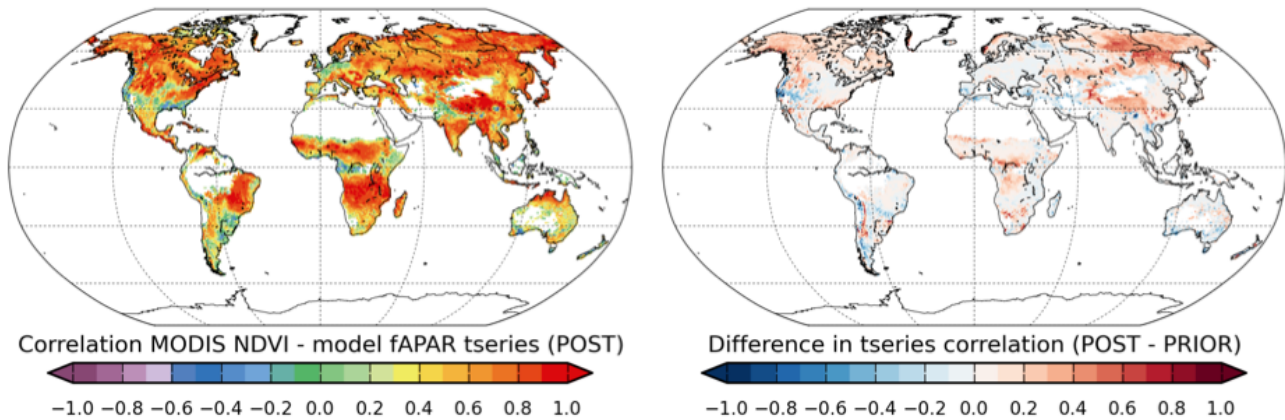 Correlation MODIS NDVI - model fAPAR tseries (POST)
−1.0 −0.8 −0.6 −0.4 −0.2 0.0 0.2 0.4 0.6 0.8 1.0
Difference in tseries correlation (POST - PRIOR)
−1.0 −0.8 −0.6 −0.4 −0.2 0.0 0.2 0.4 0.6 0.8 1.0